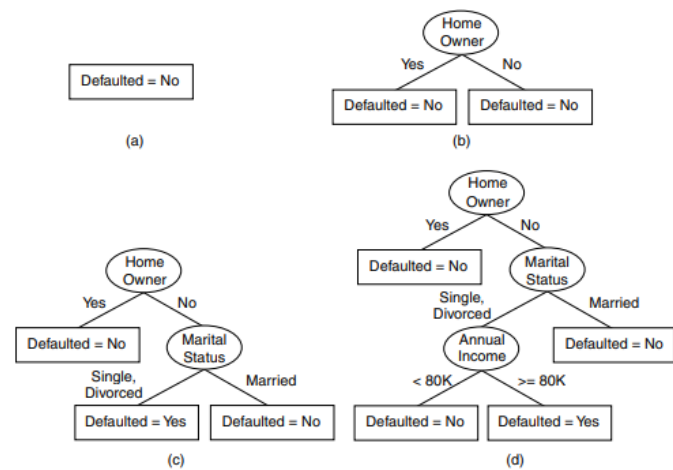 Defaulted = No
(a)
Home
Owner
Yes
No
Defaulted = No
Defaulted = No
(b)
Home
Owner
Yes
No
Defaulted = No
Marital
Status
Single,
Divorced
Married
Defaulted = Yes
Defaulted = No
(c)
Home
Owner
Yes
No
Defaulted = No
Marital
Status
Single,
Divorced
Married
Annual
Income
Defaulted = No
< 80K
>= 80K
Defaulted = No
Defaulted = Yes
(d)